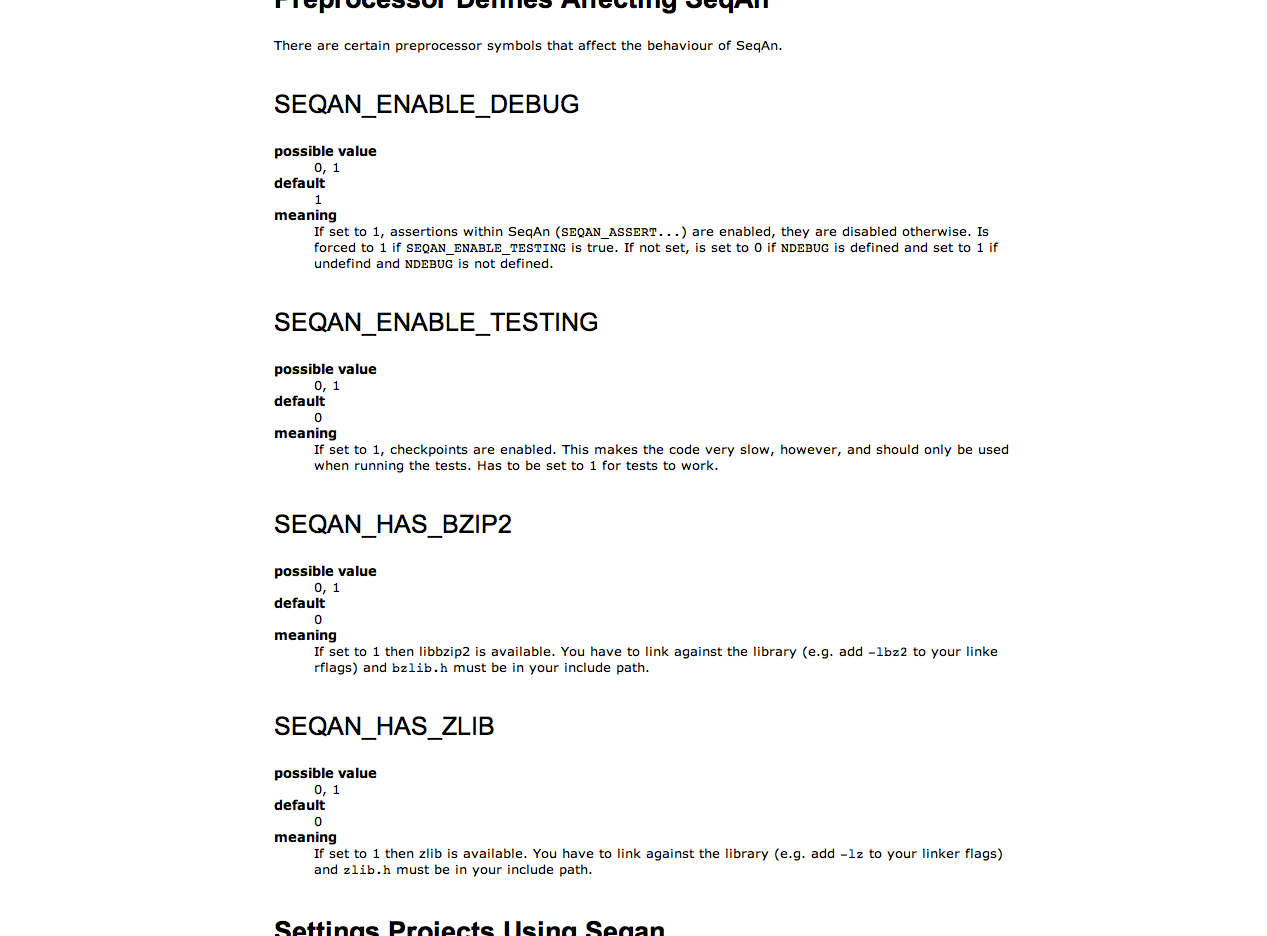 Preprocessor Defines Affecting SeqAn
There are certain preprocessor symbols that affect the behaviour of SeqAn.
SEQAN_ENABLE_DEBUG
possible value
0, 1
default
1
meaning
If set to 1, assertions within SeqAn (SEQAN_ASSERT...) are enabled, they are disabled otherwise. Is
forced to 1 if SEQAN_ENABLE_TESTING is true. If not set, is set to 0 if NDEBUG is defined and set to 1 if
undefind and NDEBUG is not defined.
SEQAN_ENABLE_TESTING
possible value
0, 1
default
0
meaning
If set to 1, checkpoints are enabled. This makes the code very slow, however, and should only be used
when running the tests. Has to be set to 1 for tests to work.
SEQAN_HAS_BZIP2
possible value
0, 1
default
0
meaning
If set to 1 then libbzip2 is available. You have to link against the library (e.g. add -lbz2 to your linke
rflags) and bzlib.h must be in your include path.
SEQAN_HAS_ZLIB
possible value
0, 1
default
0
meaning
If set to 1 then zlib is available. You have to link against the library (e.g. add -lz to your linker flags)
and zlib.h must be in your include path.
Settings Projects Using Seqan